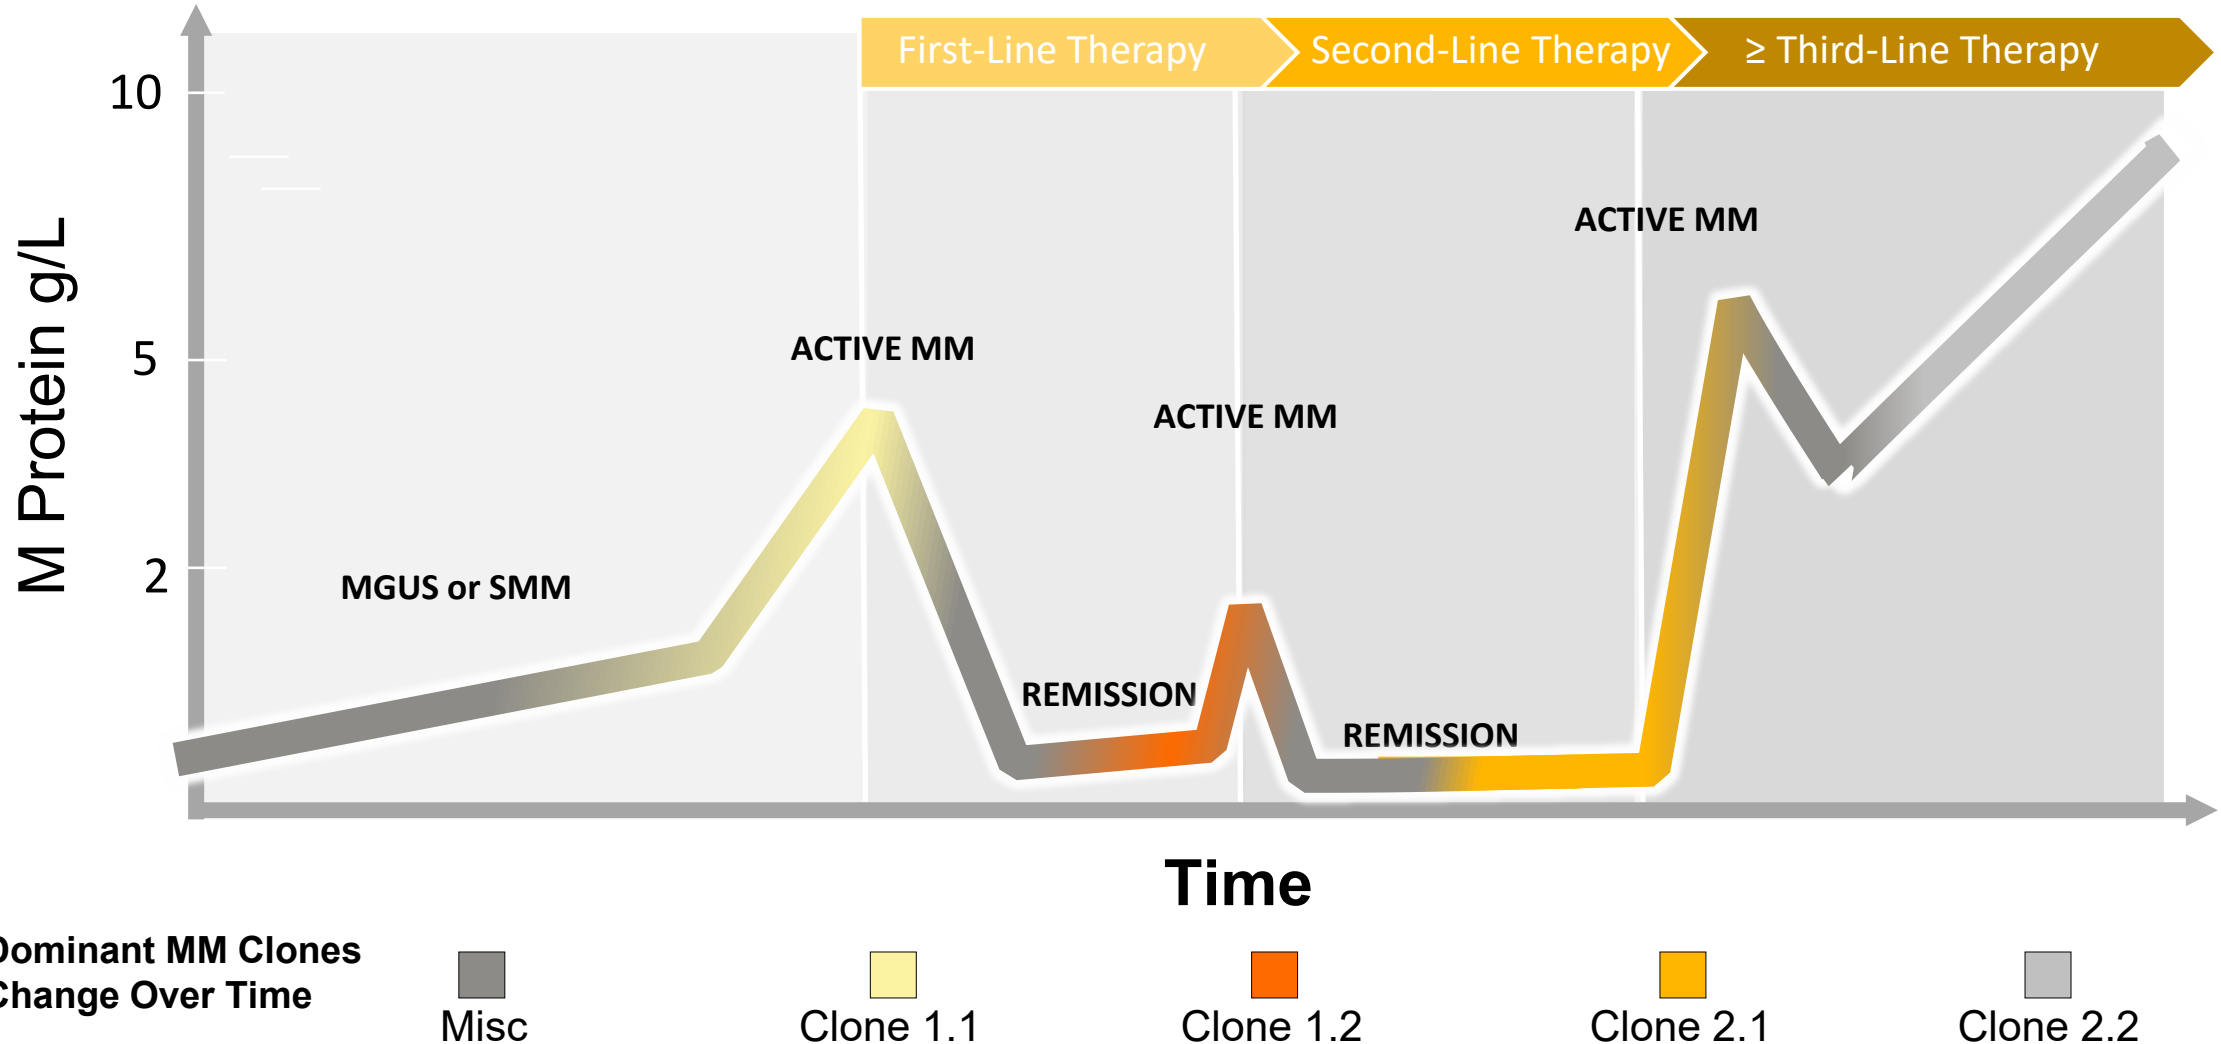 First-Line Therapy
Second-Line Therapy
≥ Third-Line Therapy
10
5
2
M Protein g/L
ACTIVE MM
ACTIVE MM
ACTIVE MM
MGUS or SMM
REMISSION
REMISSION
Time
Dominant MM Clones
Change Over Time
Misc
Clone 1.1
Clone 1.2
Clone 2.1
Clone 2.2